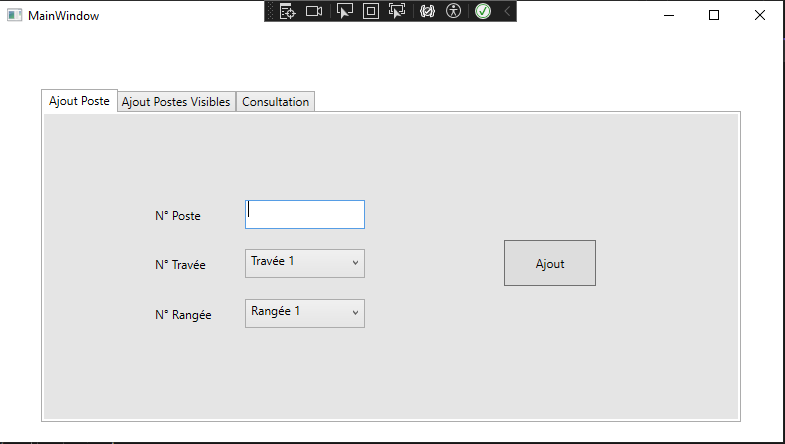 MainWindow
Ajout Poste Ajout Postes Visibles Consultation
N° Poste
N° Travée Travée 1
Ajout
N° Rangée Rangée 1